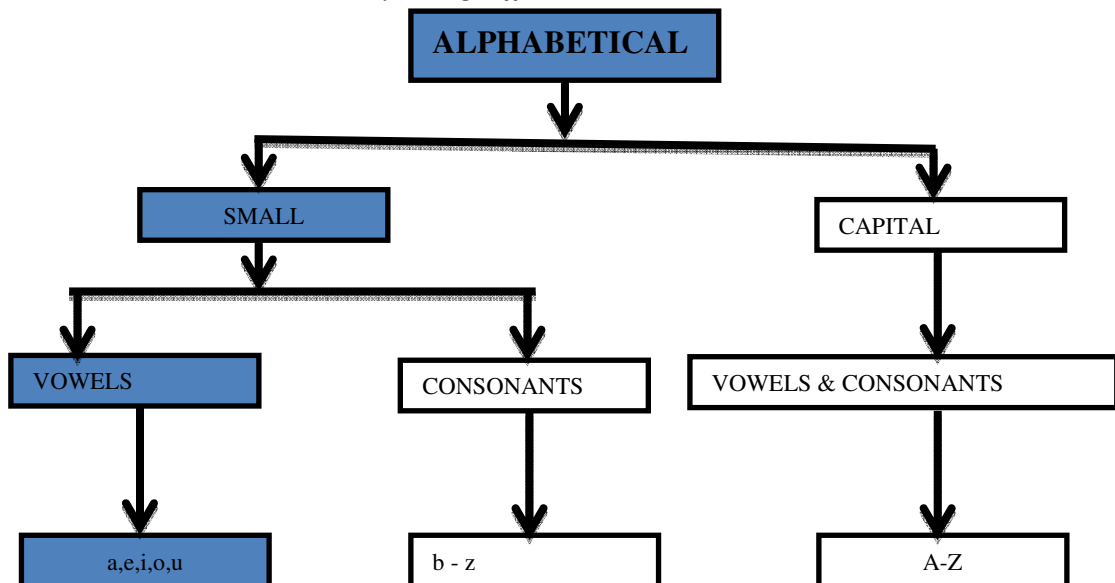 ALPHABETICAL
SMALL
CAPITAL
VOWELS
CONSONANTS
VOWELS & CONSONANTS
a,e,i,o,u
b - z
A-Z